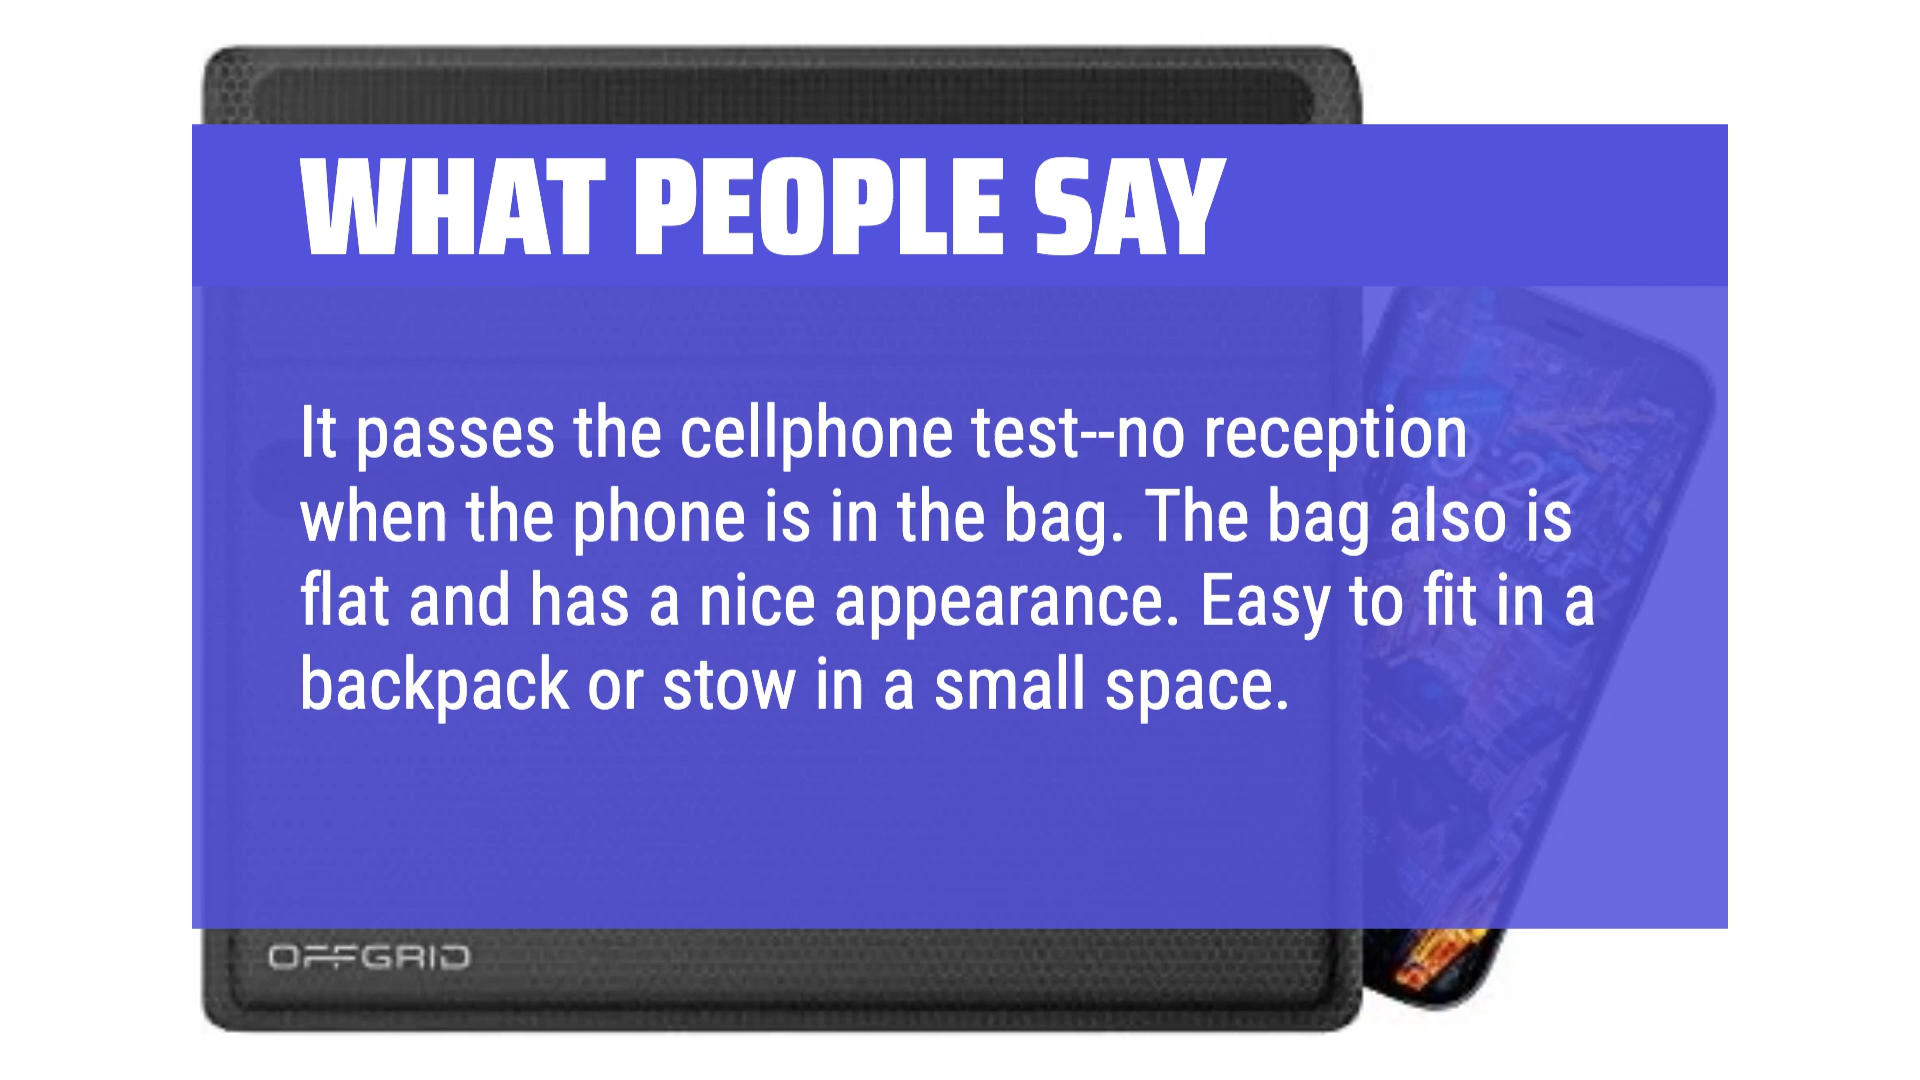 WHAT PEOPLE SAY
It passes the cellphone test--no reception
when the phone is in the bag. The bag also is
flat and has a nice appearance. Easy to fit in a
backpack or stow in a small space.
OFFGRID